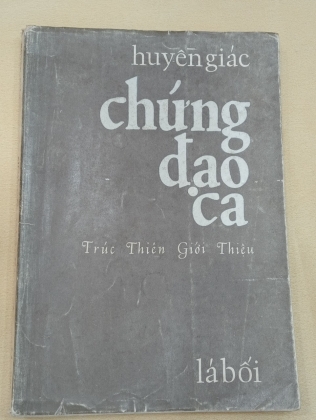 huyền giác
chứng
đạo
ca
Trúc Thiên Giới Thiệu
lá bối